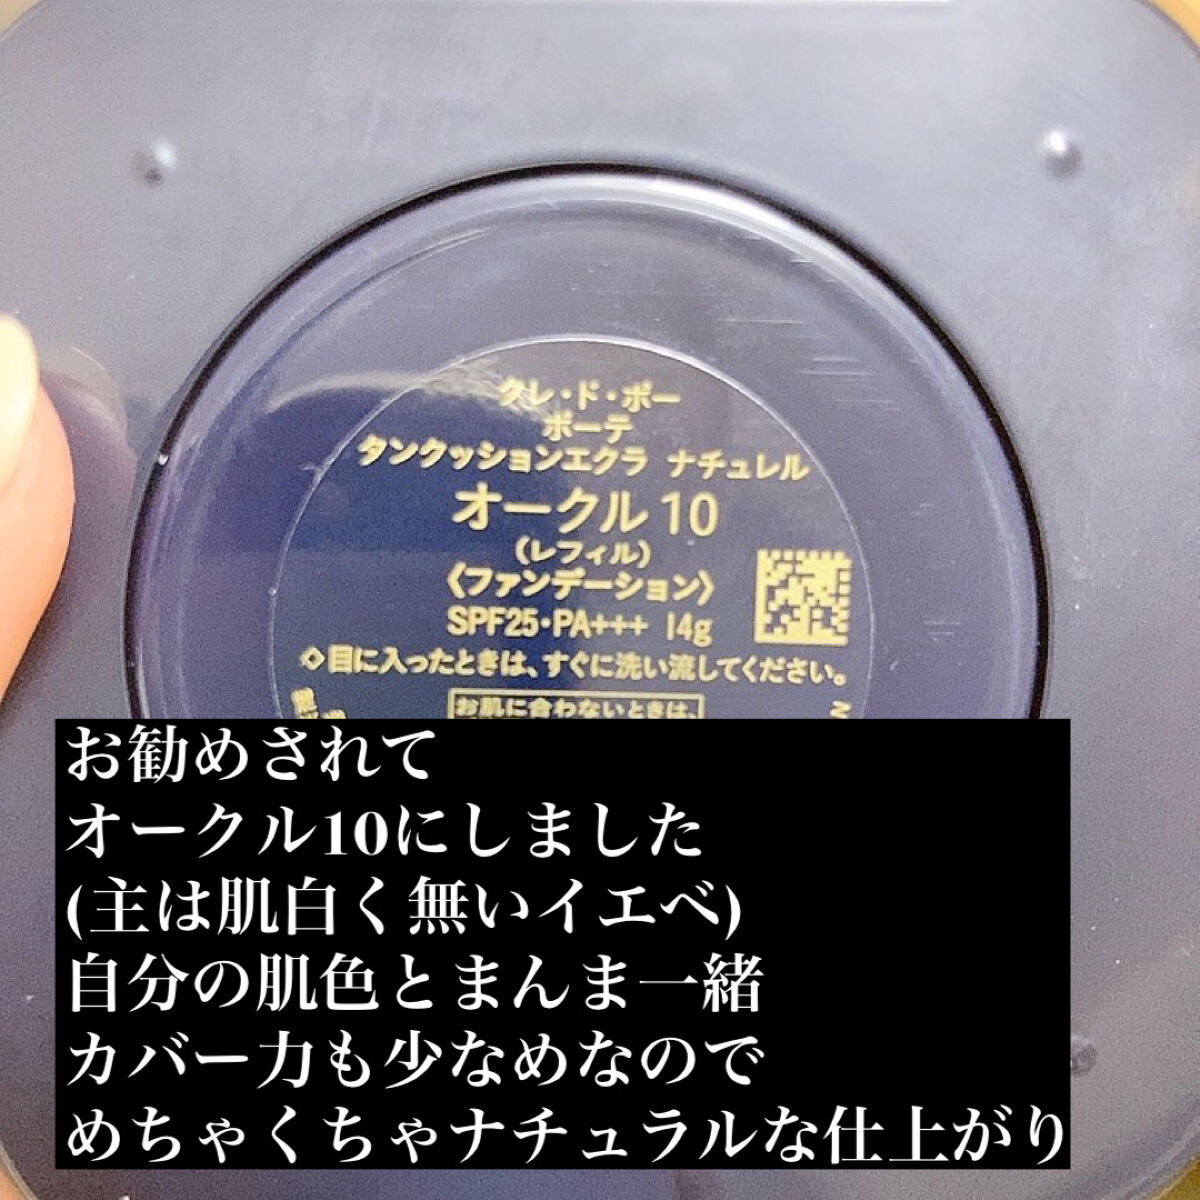 クレ・ド・ポー
ボーテ
タンクッションエクラ ナチュレル
オークル10
(レフィル)
〈ファンデーション〉
SPF25・PA+++ 14g
◇目に入ったときは、すぐに洗い流してください。
お肌に合わないときは、
お勧めされて
オークル10にしました
(主は肌白く無いイエベ)
自分の肌色とまんま一緒
カバー力も少なめなので
めちゃくちゃナチュラルな仕上がり